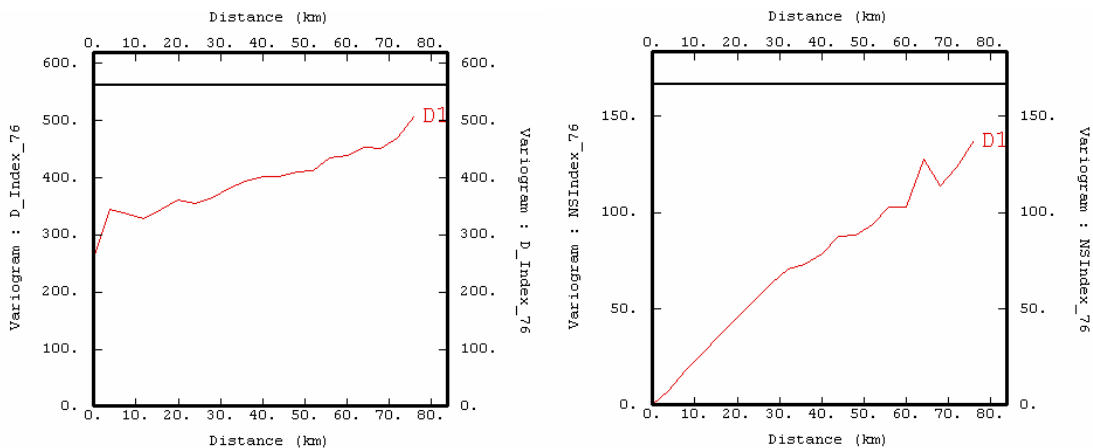 Distance (km)
0. 10. 20. 30. 40. 50. 60. 70. 80.
600.
500.
400.
300.
200.
100.
0.
Variogram : D_Index_76
D1
600.
500.
400.
300.
200.
100.
0.
Variogram : D_Index_76
0. 10. 20. 30. 40. 50. 60. 70. 80.
Distance (km)
Distance (km)
0. 10. 20. 30. 40. 50. 60. 70. 80.
150.
100.
50.
0.
Variogram : NSIndex_76
D1
150.
100.
50.
0.
Variogram : NSIndex_76
0. 10. 20. 30. 40. 50. 60. 70. 80.
Distance (km)